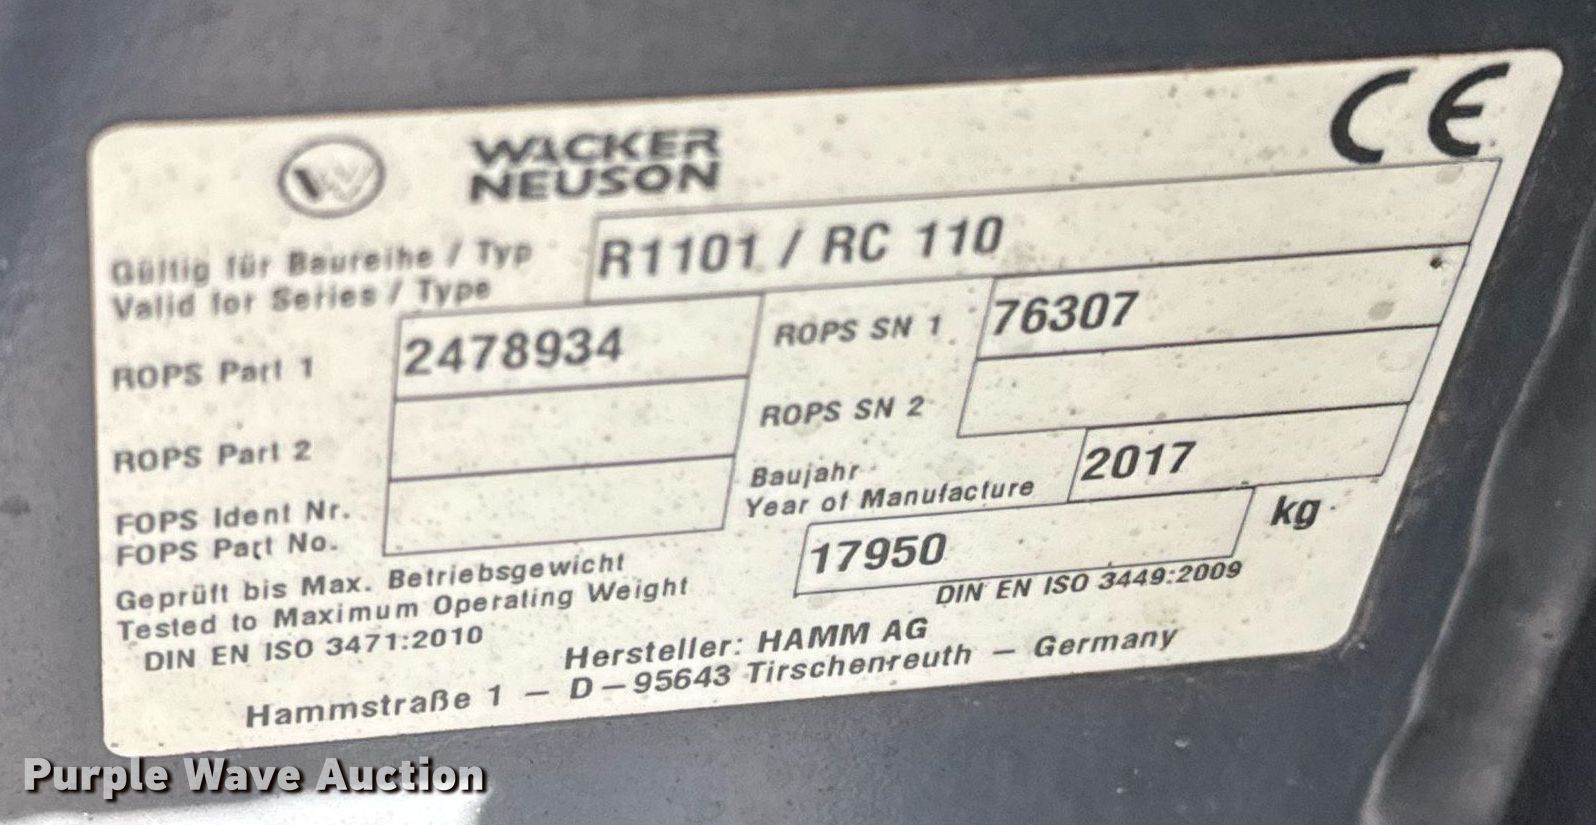 WACKER
NEUSON
CE
Gültig für Baureihe / Typ
Valid for Series / Type
R1101 / RC 110
ROPS Part 1
2478934
ROPS SN 1
76307
ROPS Part 2
ROPS SN 2
FOPS Ident Nr.
FOPS Part No.
Baujahr
Year of Manufacture
2017
Geprüft bis Max. Betriebsgewicht
Tested to Maximum Operating Weight
17950
kg
DIN EN ISO 3471:2010
DIN EN ISO 3449:2009
Hersteller: HAMM AG
Hammstraße 1 – D – 95643 Tirschenreuth – Germany
Purple Wave Auction